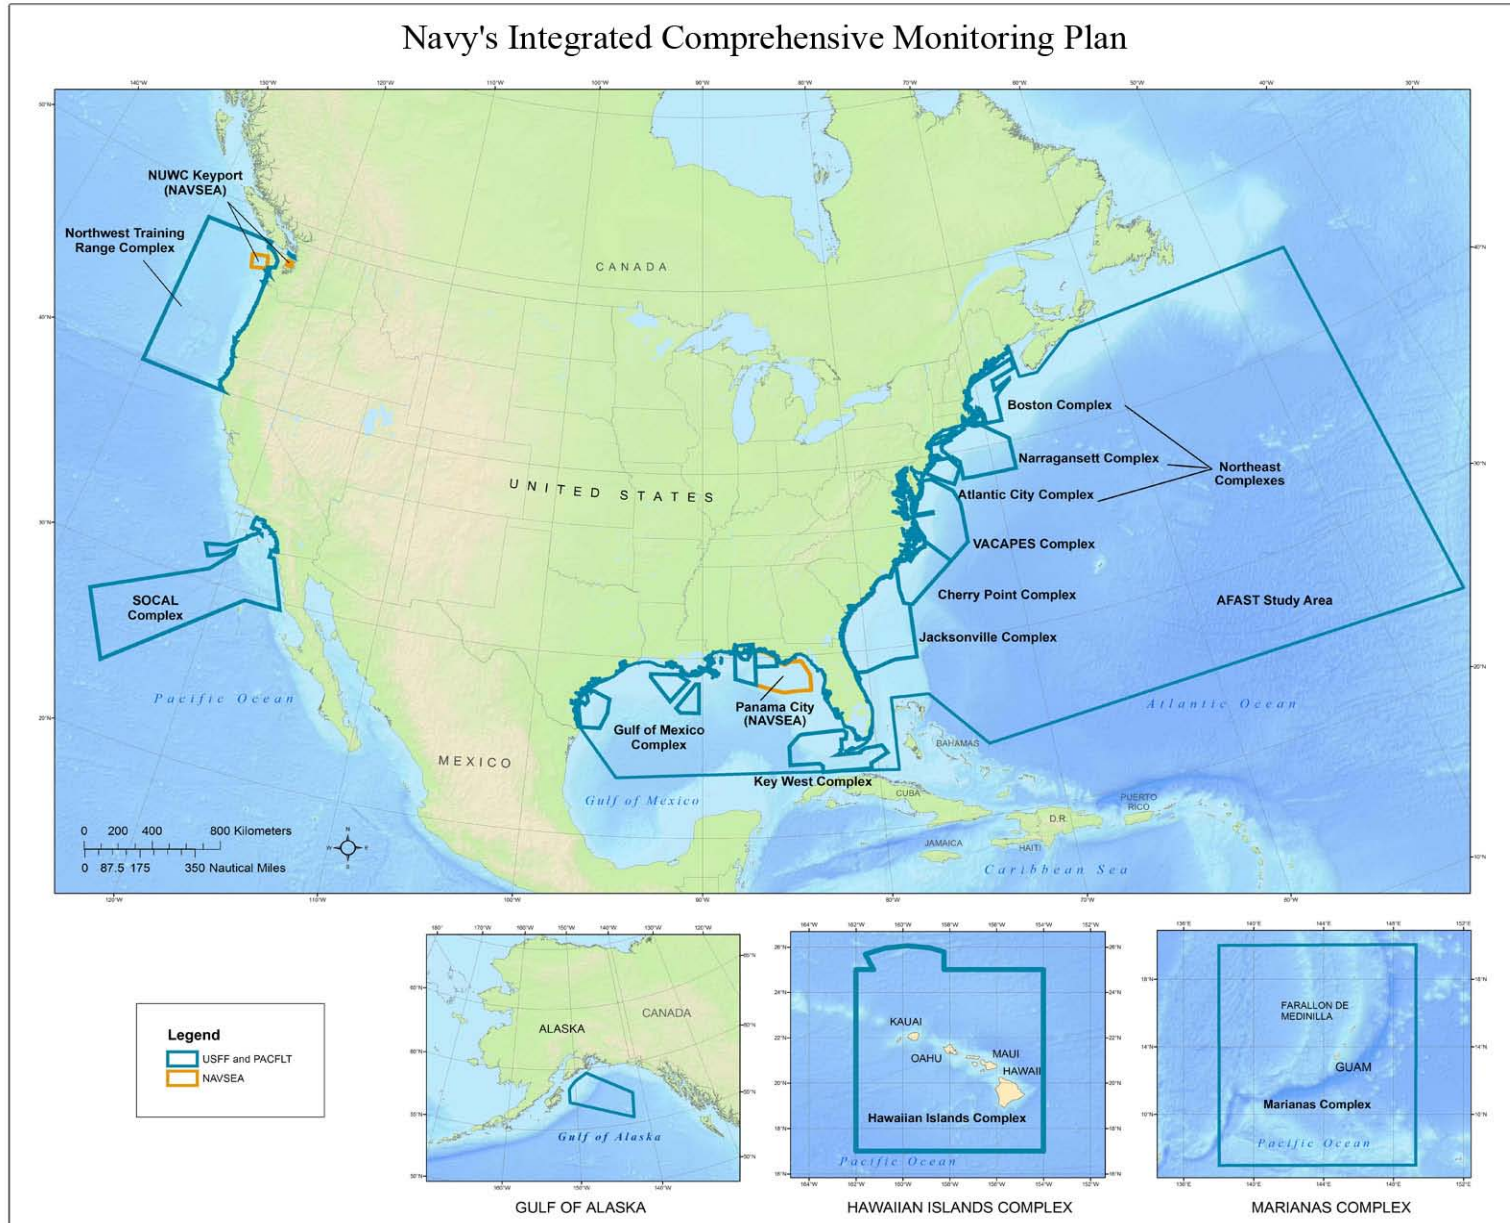 Navy's Integrated Comprehensive Monitoring Plan
NUWC Keyport
(NAVSEA)
Northwest Training
Range Complex
CANADA
UNITED STATES
Boston Complex
Narragansett Complex
Northeast
Complexes
Atlantic City Complex
VACAPES Complex
Cherry Point Complex
AFAST Study Area
Jacksonville Complex
SOCAL
Complex
Pacific Ocean
Atlantic Ocean
Panama City
(NAVSEA)
Gulf of Mexico
Complex
BAHAMAS
MEXICO
Key West Complex
Gulf of Mexico
CUBA
PUERTO
RICO
D.R.
HAITI
JAMAICA
Caribbean Sea
0 200 400 800 Kilometers
0 87.5 175 350 Nautical Miles
N
W E
S
Legend
USFF and PACFLT
NAVSEA
ALASKA
CANADA
Gulf of Alaska
GULF OF ALASKA
KAUAI
OAHU
MAUI
HAWAII
Hawaiian Islands Complex
Pacific Ocean
HAWAIIAN ISLANDS COMPLEX
FARALLON DE
MEDINILLA
GUAM
Marianas Complex
Pacific Ocean
MARIANAS COMPLEX